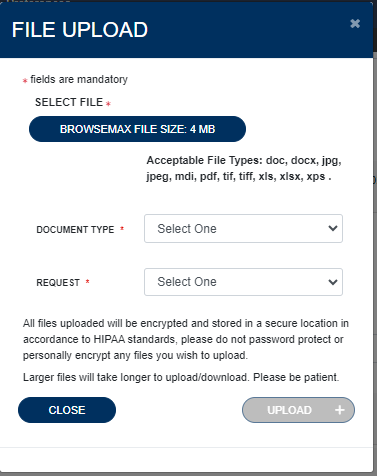 FILE UPLOAD
* fields are mandatory
SELECT FILE *
BROWSEMAX FILE SIZE: 4 MB
Acceptable File Types: doc, docx, jpg,
jpeg, mdi, pdf, tif, tiff, xls, xlsx, xps .
DOCUMENT TYPE *
Select One
REQUEST *
Select One
All files uploaded will be encrypted and stored in a secure location in
accordance to HIPAA standards, please do not password protect or
personally encrypt any files you wish to upload.
Larger files will take longer to upload/download. Please be patient.
CLOSE
UPLOAD +